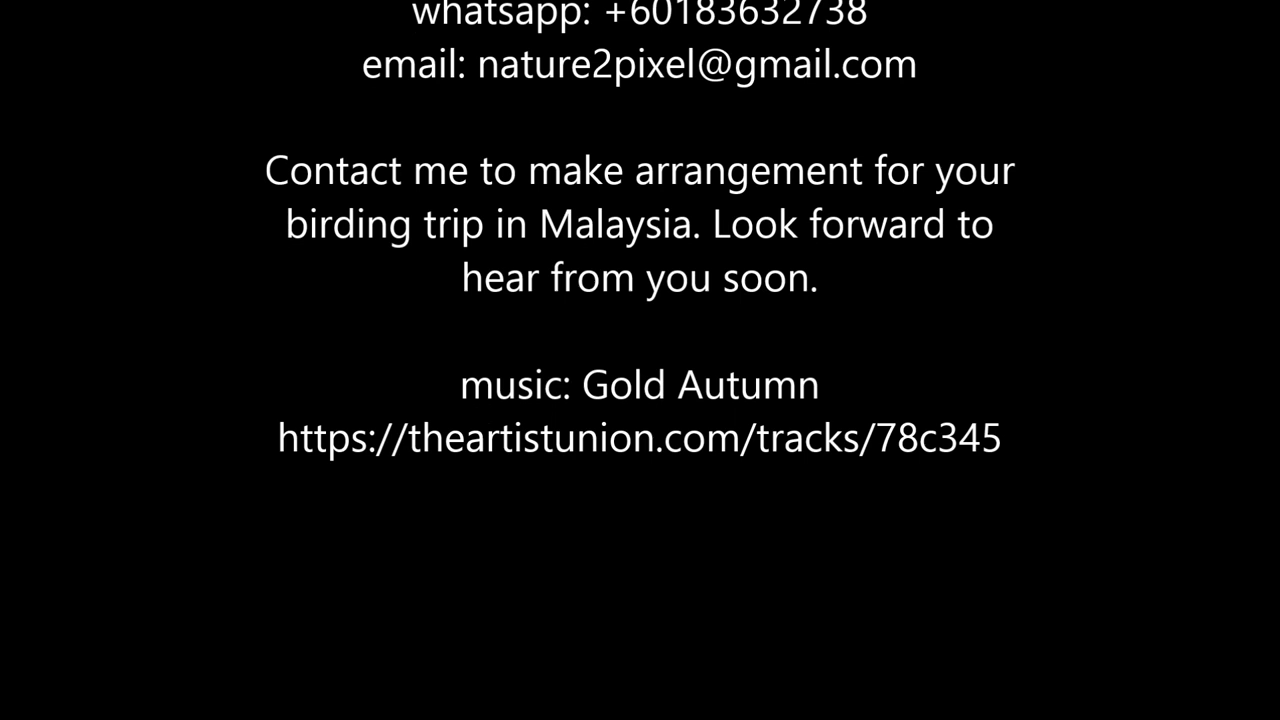 whatsapp: +60183632738
email: nature2pixel@gmail.com
Contact me to make arrangement for your
birding trip in Malaysia. Look forward to
hear from you soon.
music: Gold Autumn
https://theartistunion.com/tracks/78c345